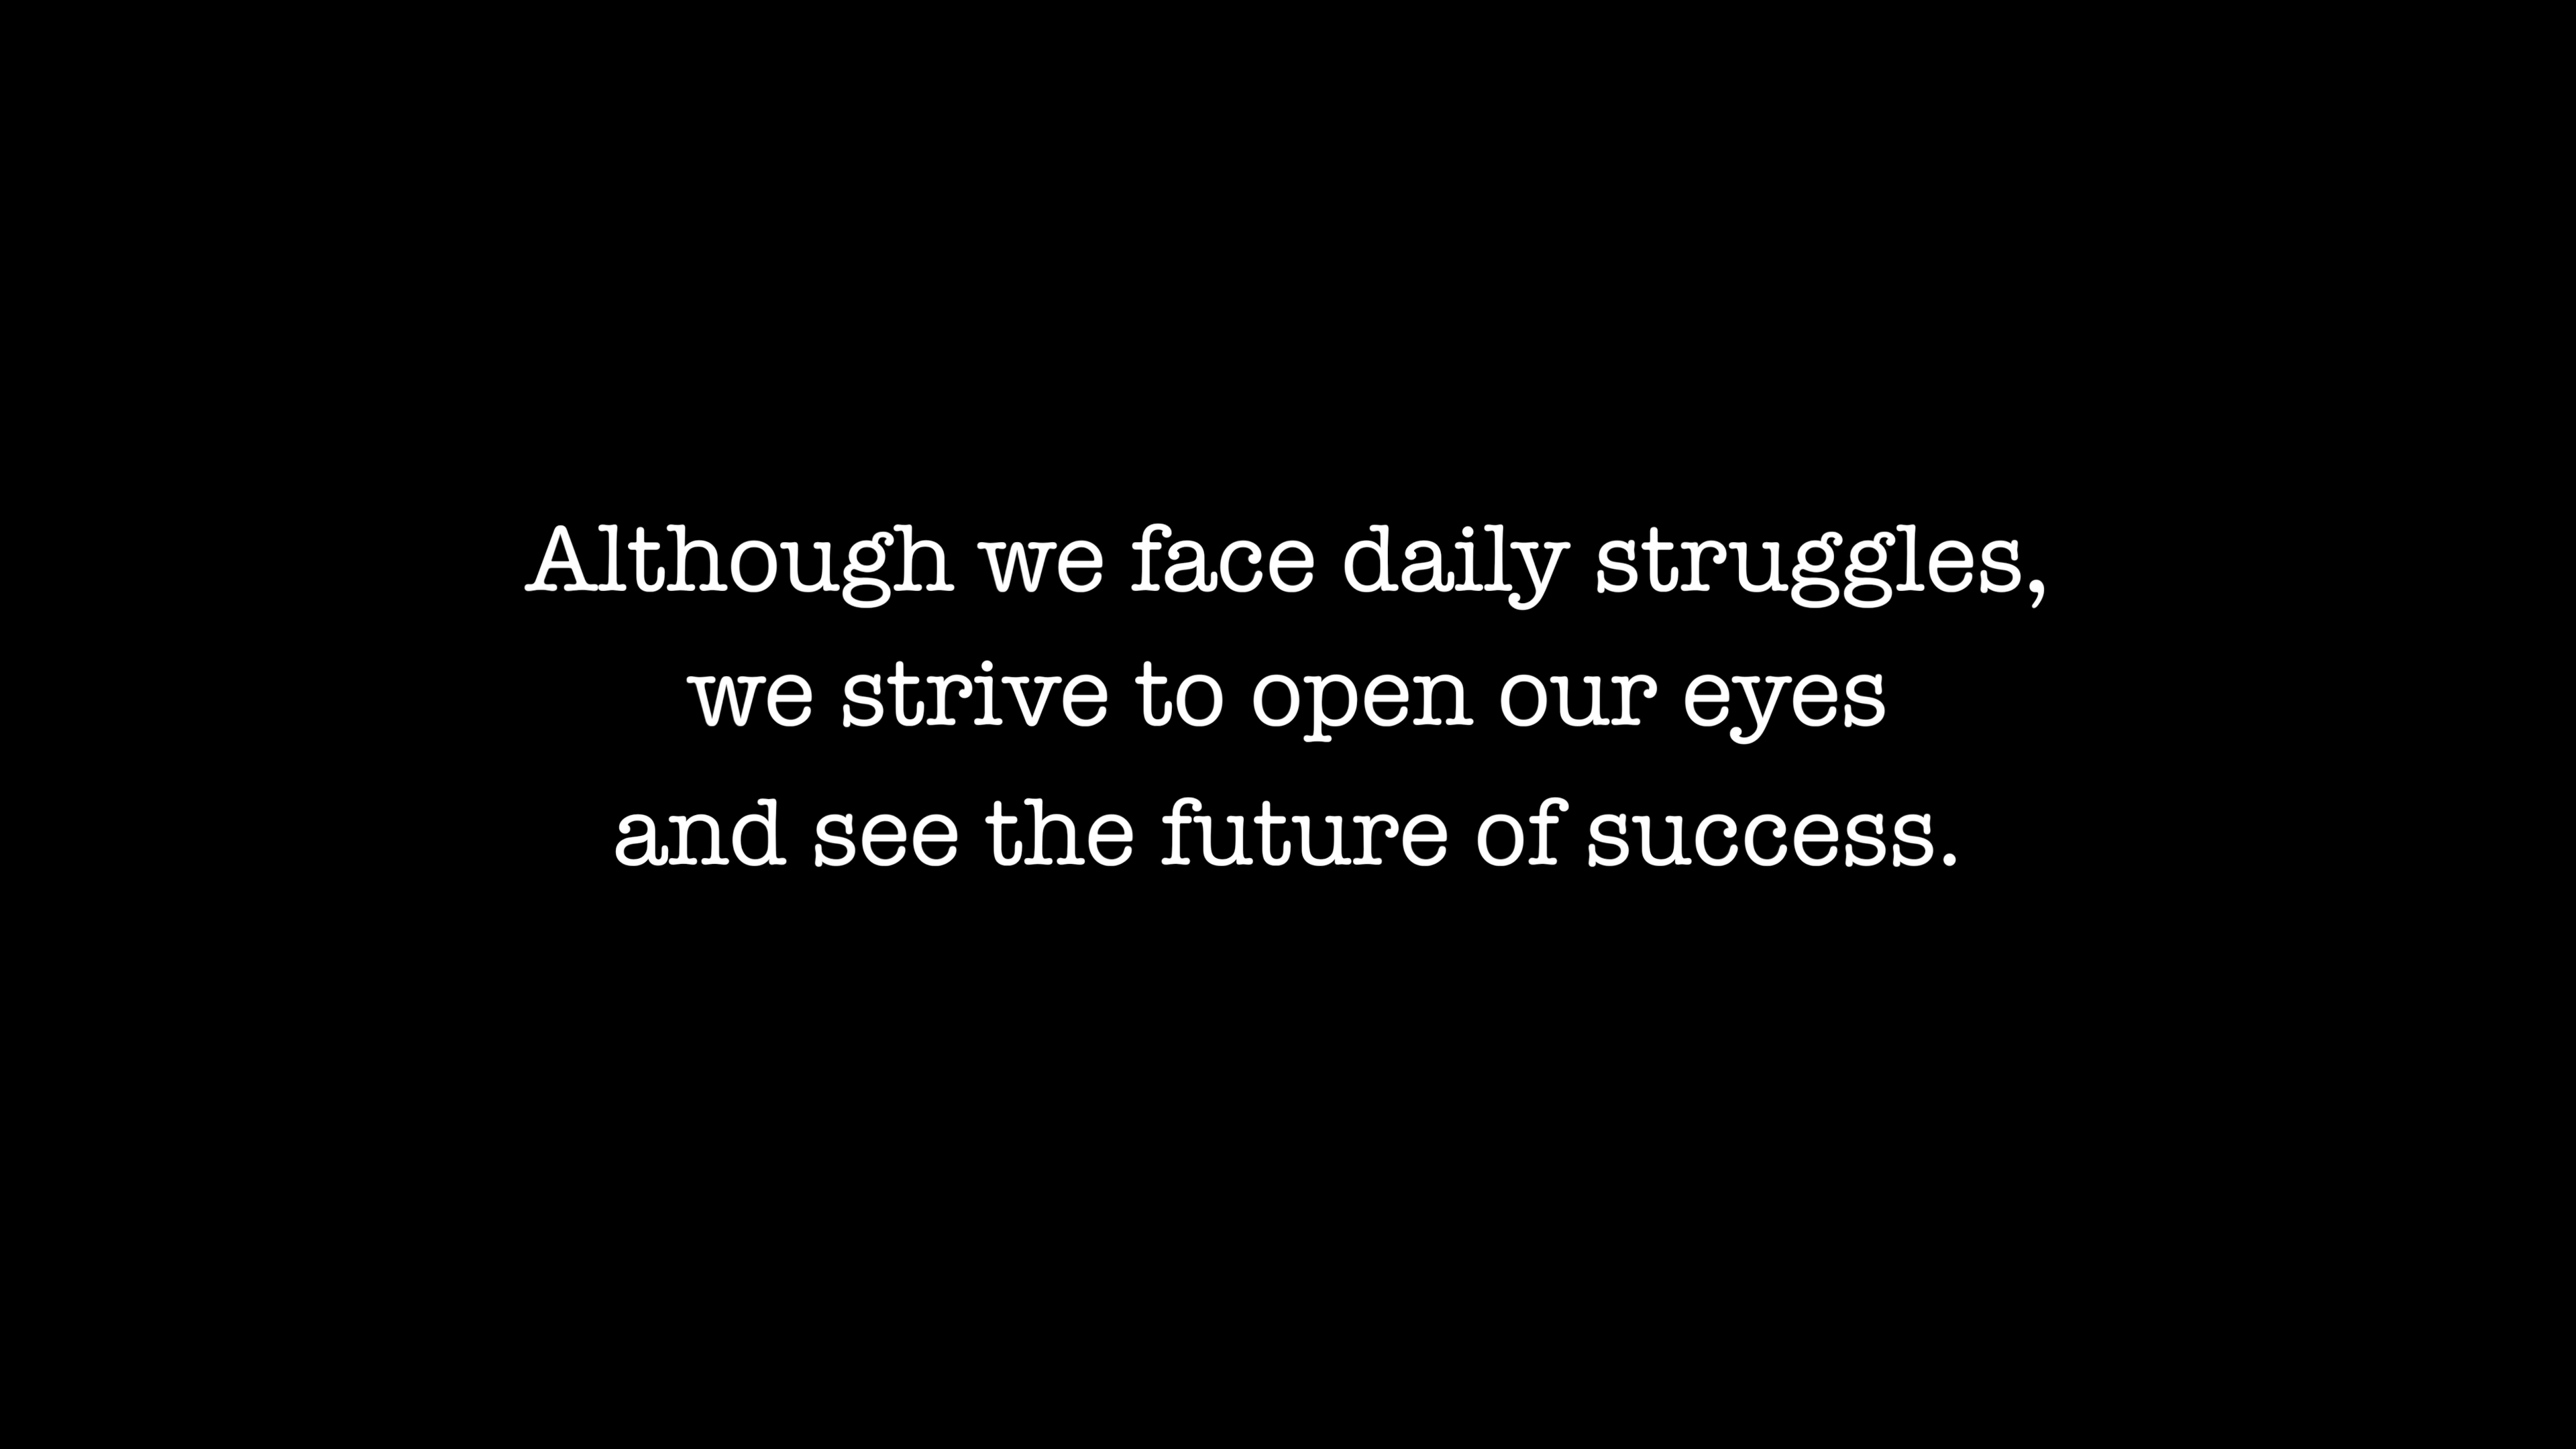 Although we face daily struggles,
we strive to open our eyes
and see the future of success.